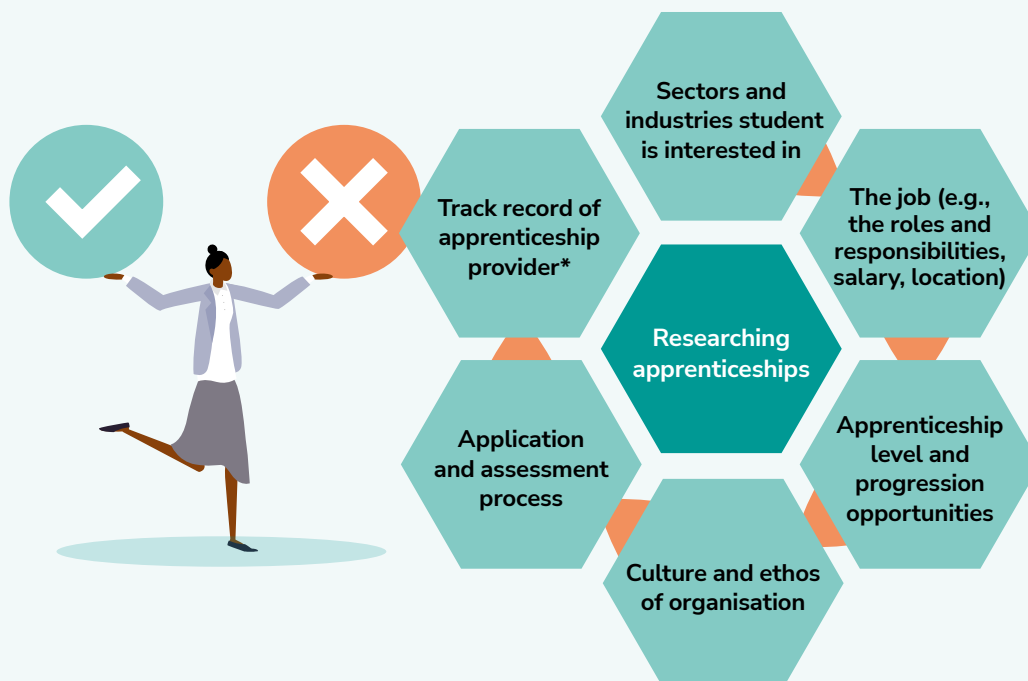 Sectors and
industries student
is interested in
The job (e.g.,
the roles and
responsibilities,
salary, location)
Apprenticeship
level and
progression
opportunities
Culture and ethos
of organisation
Application
and assessment
process
Track record of
apprenticeship
provider*
Researching
apprenticeships